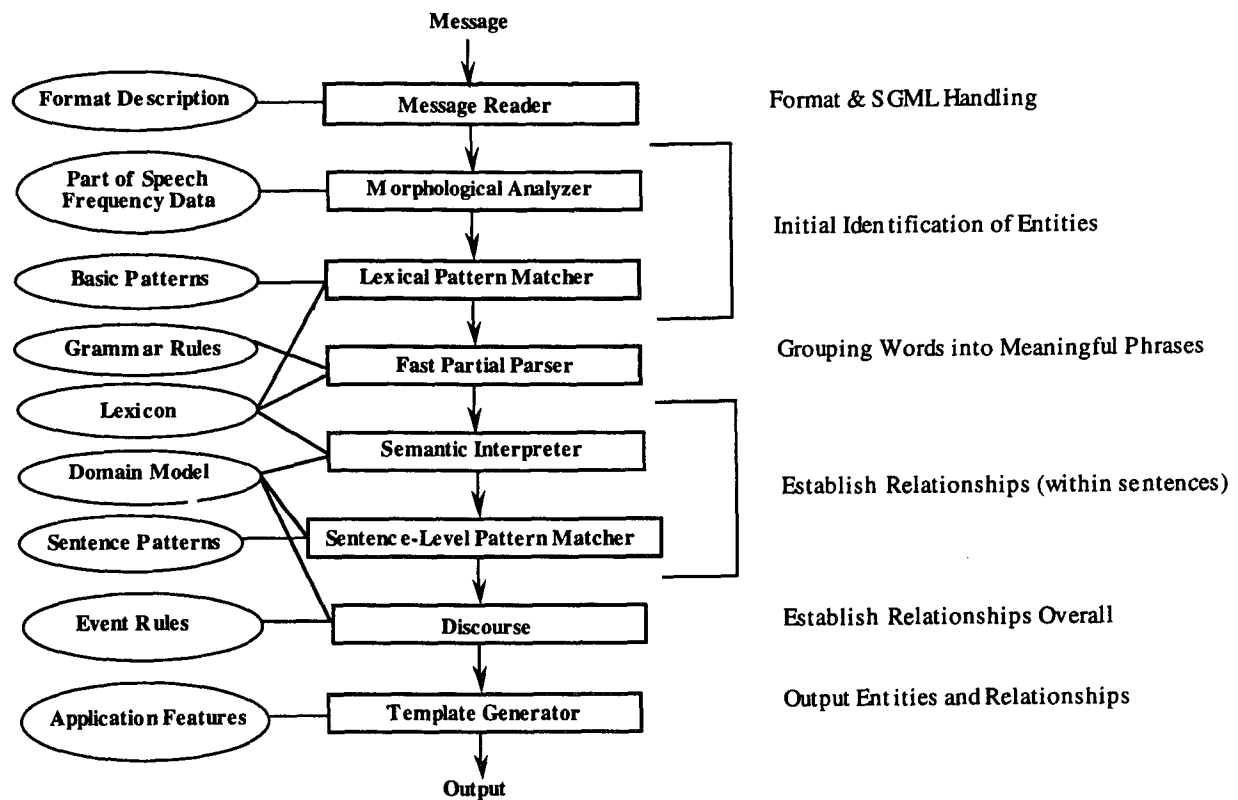 Message
Format Description
Message Reader
Format & SGML Handling
Part of Speech
Frequency Data
Morphological Analyzer
Initial Identification of Entities
Basic Patterns
Lexical Pattern Matcher
Grammar Rules
Fast Partial Parser
Grouping Words into Meaningful Phrases
Lexicon
Semantic Interpreter
Domain Model
Establish Relationships (within sentences)
Sentence Patterns
Sentence-Level Pattern Matcher
Event Rules
Discourse
Establish Relationships Overall
Application Features
Template Generator
Output Entities and Relationships
Output